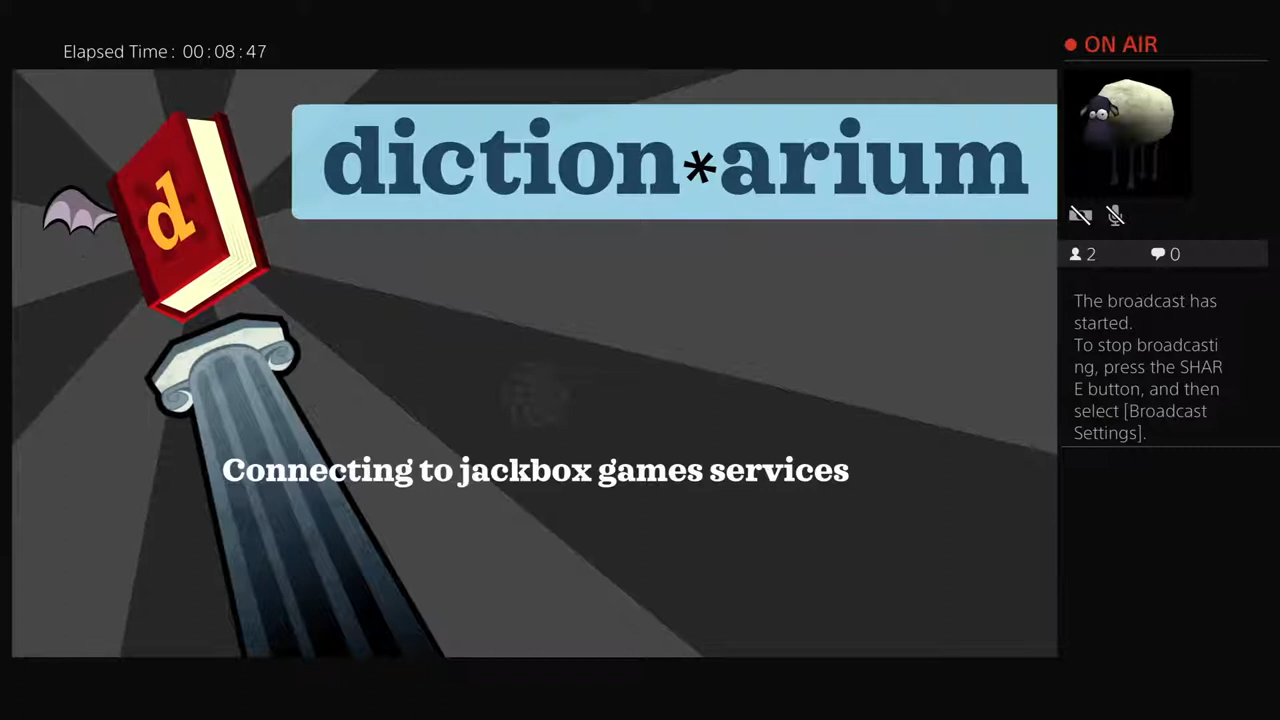 Elapsed Time : 00:08:47
ON AIR
diction*arium
d
2
0
The broadcast has
started.
To stop broadcasti
ng, press the SHAR
E button, and then
select [Broadcast
Settings].
Connecting to jackbox games services